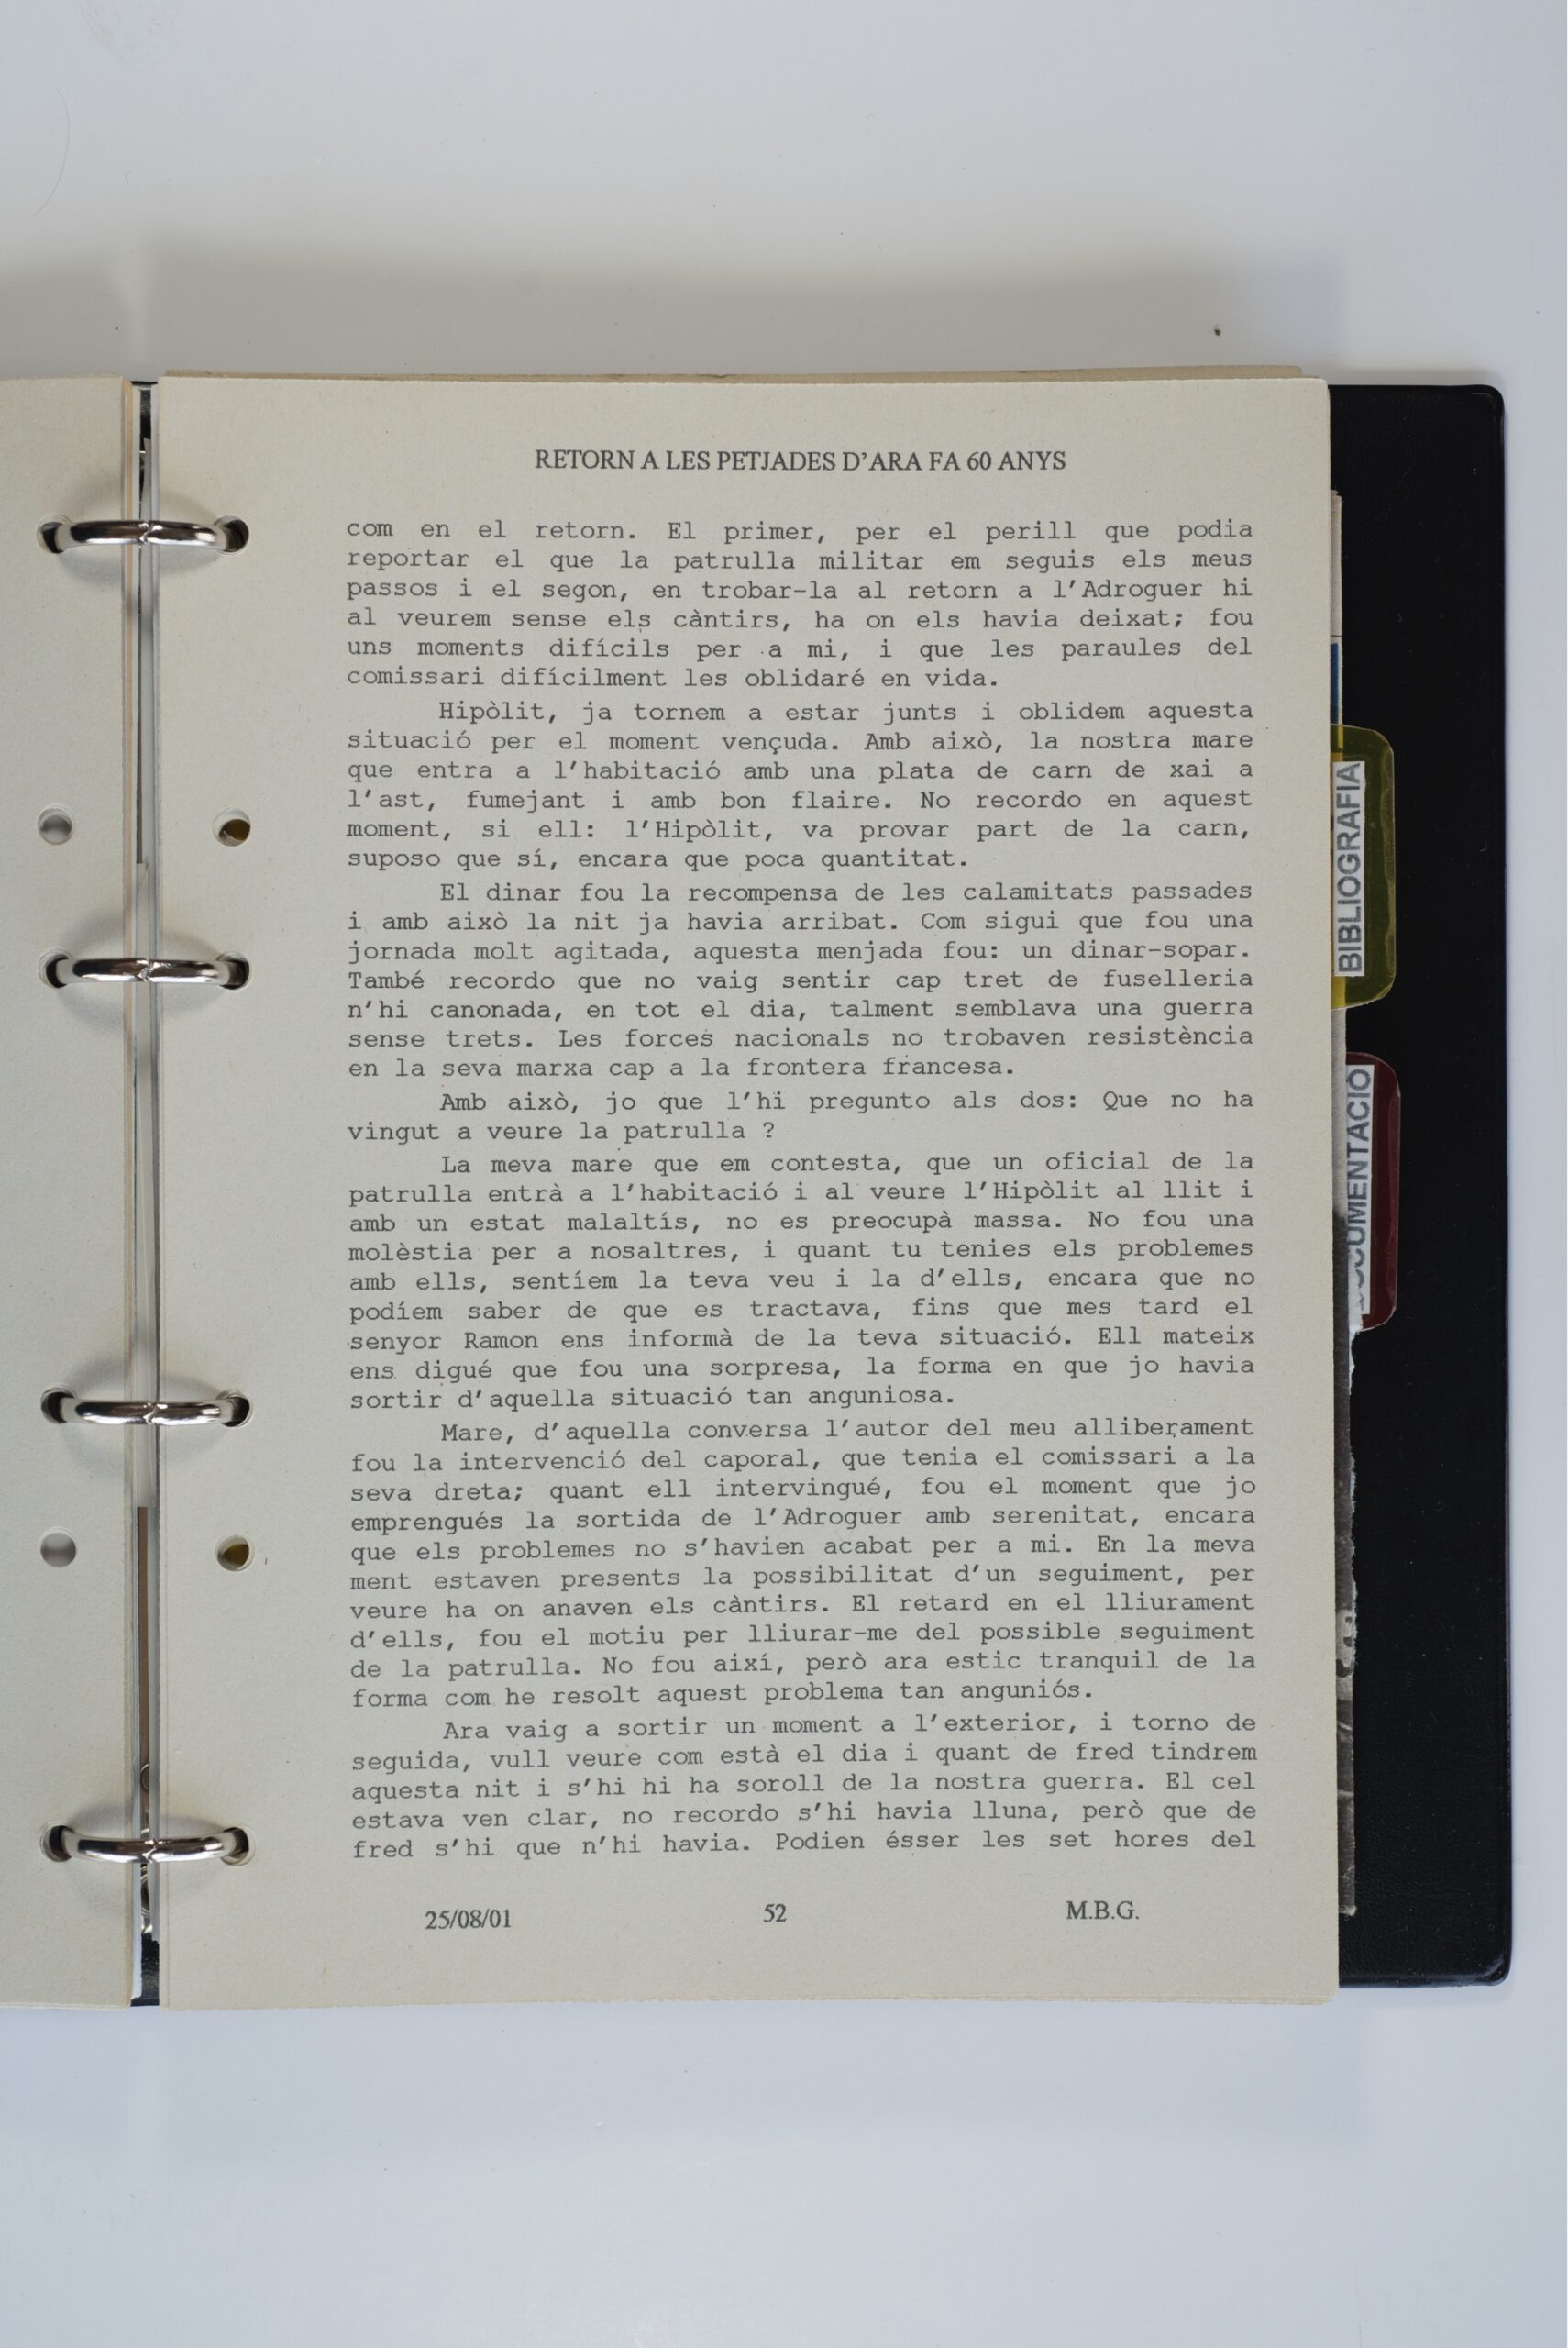 RETORN A LES PETJADES D'ARA FA 60 ANYS
com en el retorn. El primer, per el perill que podia
reportar el que la patrulla militar em seguis els meus
passos i el segon, en trobar-la al retorn a l'Adroguer hi
al veurem sense els càntirs, ha on els havia deixat; fou
uns moments difícils per a mi, i que les paraules del
comissari difícilment les oblidaré en vida.
Hipòlit, ja tornem a estar junts i oblidem aquesta
situació per el moment vençuda. Amb això, la nostra mare
que entra a l'habitació amb una plata de carn de xai a
l'ast, fumejant i amb bon flaire. No recordo en aquest
moment, si ell: l'Hipòlit, va provar part de la carn,
suposo que sí, encara que poca quantitat.
El dinar fou la recompensa de les calamitats passades
i amb això la nit ja havia arribat. Com sigui que fou una
jornada molt agitada, aquesta menjada fou: un dinar-sopar.
També recordo que no vaig sentir cap tret de fuselleria
n'hi canonada, en tot el dia, talment semblava una guerra
sense trets. Les forces nacionals no trobaven resistència
en la seva marxa cap a la frontera francesa.
Amb això, jo que l'hi pregunto als dos: Que no ha
vingut a veure la patrulla ?
La meva mare que em contesta, que un oficial de la
patrulla entrà a l'habitació i al veure l'Hipòlit al llit i
amb un estat malaltís, no es preocupà massa. No fou una
molèstia per a nosaltres, i quant tu tenies els problemes
amb ells, sentíem la teva veu i la d'ells, encara que no
podíem saber de que es tractava, fins que mes tard el
senyor Ramon ens informà de la teva situació. Ell mateix
ens digué que fou una sorpresa, la forma en que jo havia
sortir d'aquella situació tan anguniosa.
Mare, d'aquella conversa l'autor del meu alliberament
fou la intervenció del caporal, que tenia el comissari a la
seva dreta; quant ell intervingué, fou el moment que jo
emprengués la sortida de l'Adroguer amb serenitat, encara
que els problemes no s'havien acabat per a mi. En la meva
ment estaven presents la possibilitat d'un seguiment, per
veure ha on anaven els càntirs. El retard en el lliurament
d'ells, fou el motiu per lliurar-me del possible seguiment
de la patrulla. No fou així, però ara estic tranquil de la
forma com he resolt aquest problema tan anguniós.
Ara vaig a sortir un moment a l'exterior, i torno de
seguida, vull veure com està el dia i quant de fred tindrem
aquesta nit i s'hi hi ha soroll de la nostra guerra. El cel
estava ven clar, no recordo s'hi havia lluna, però que de
fred s'hi que n'hi havia. Podien ésser les set hores del
25/08/01 52 M.B.G.
BIBLIOGRAFIA
DOCUMENTACIO